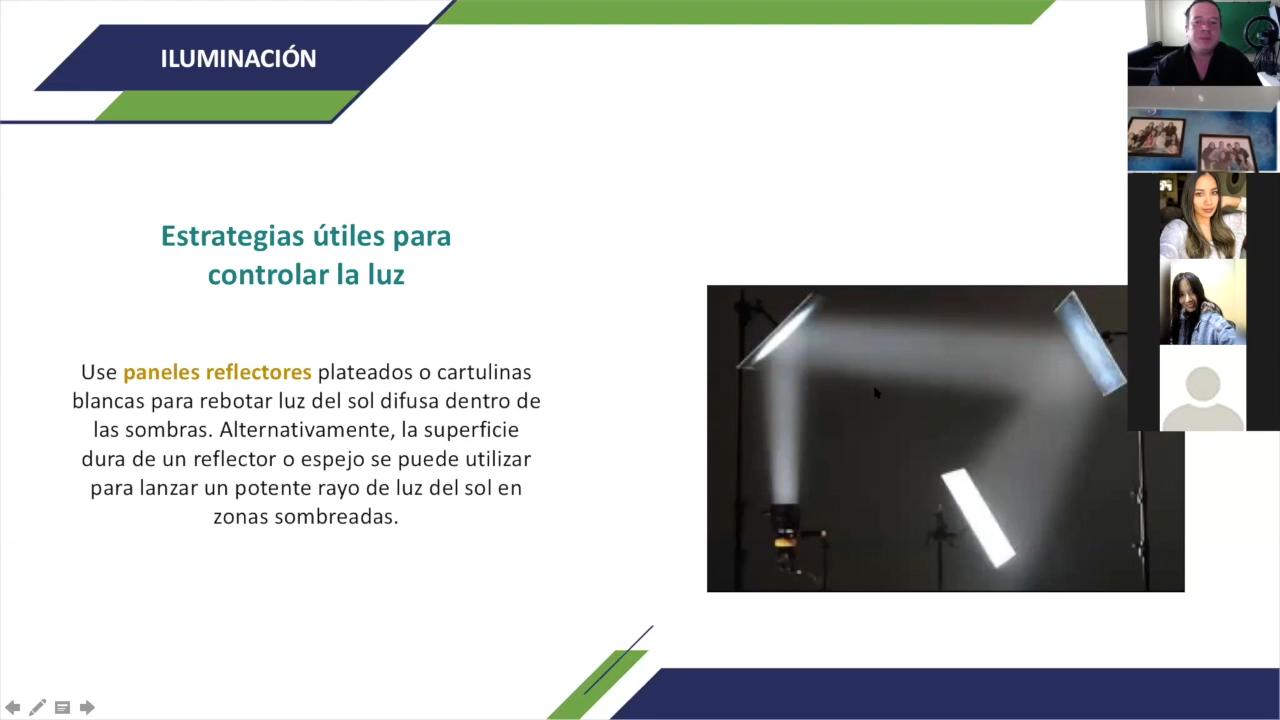 ILUMINACIÓN
Estrategias útiles para
controlar la luz
Use paneles reflectores plateados o cartulinas
blancas para rebotar luz del sol difusa dentro de
las sombras. Alternativamente, la superficie
dura de un reflector o espejo se puede utilizar
para lanzar un potente rayo de luz del sol en
zonas sombreadas.